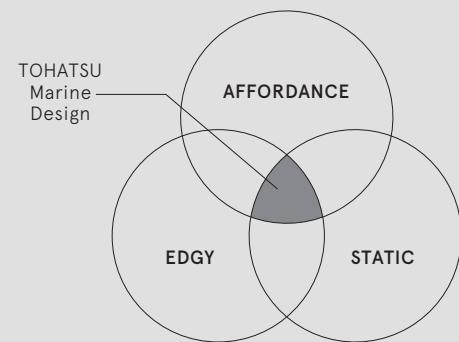 TOHATSU
Marine
Design
AFFORDANCE
EDGY
STATIC